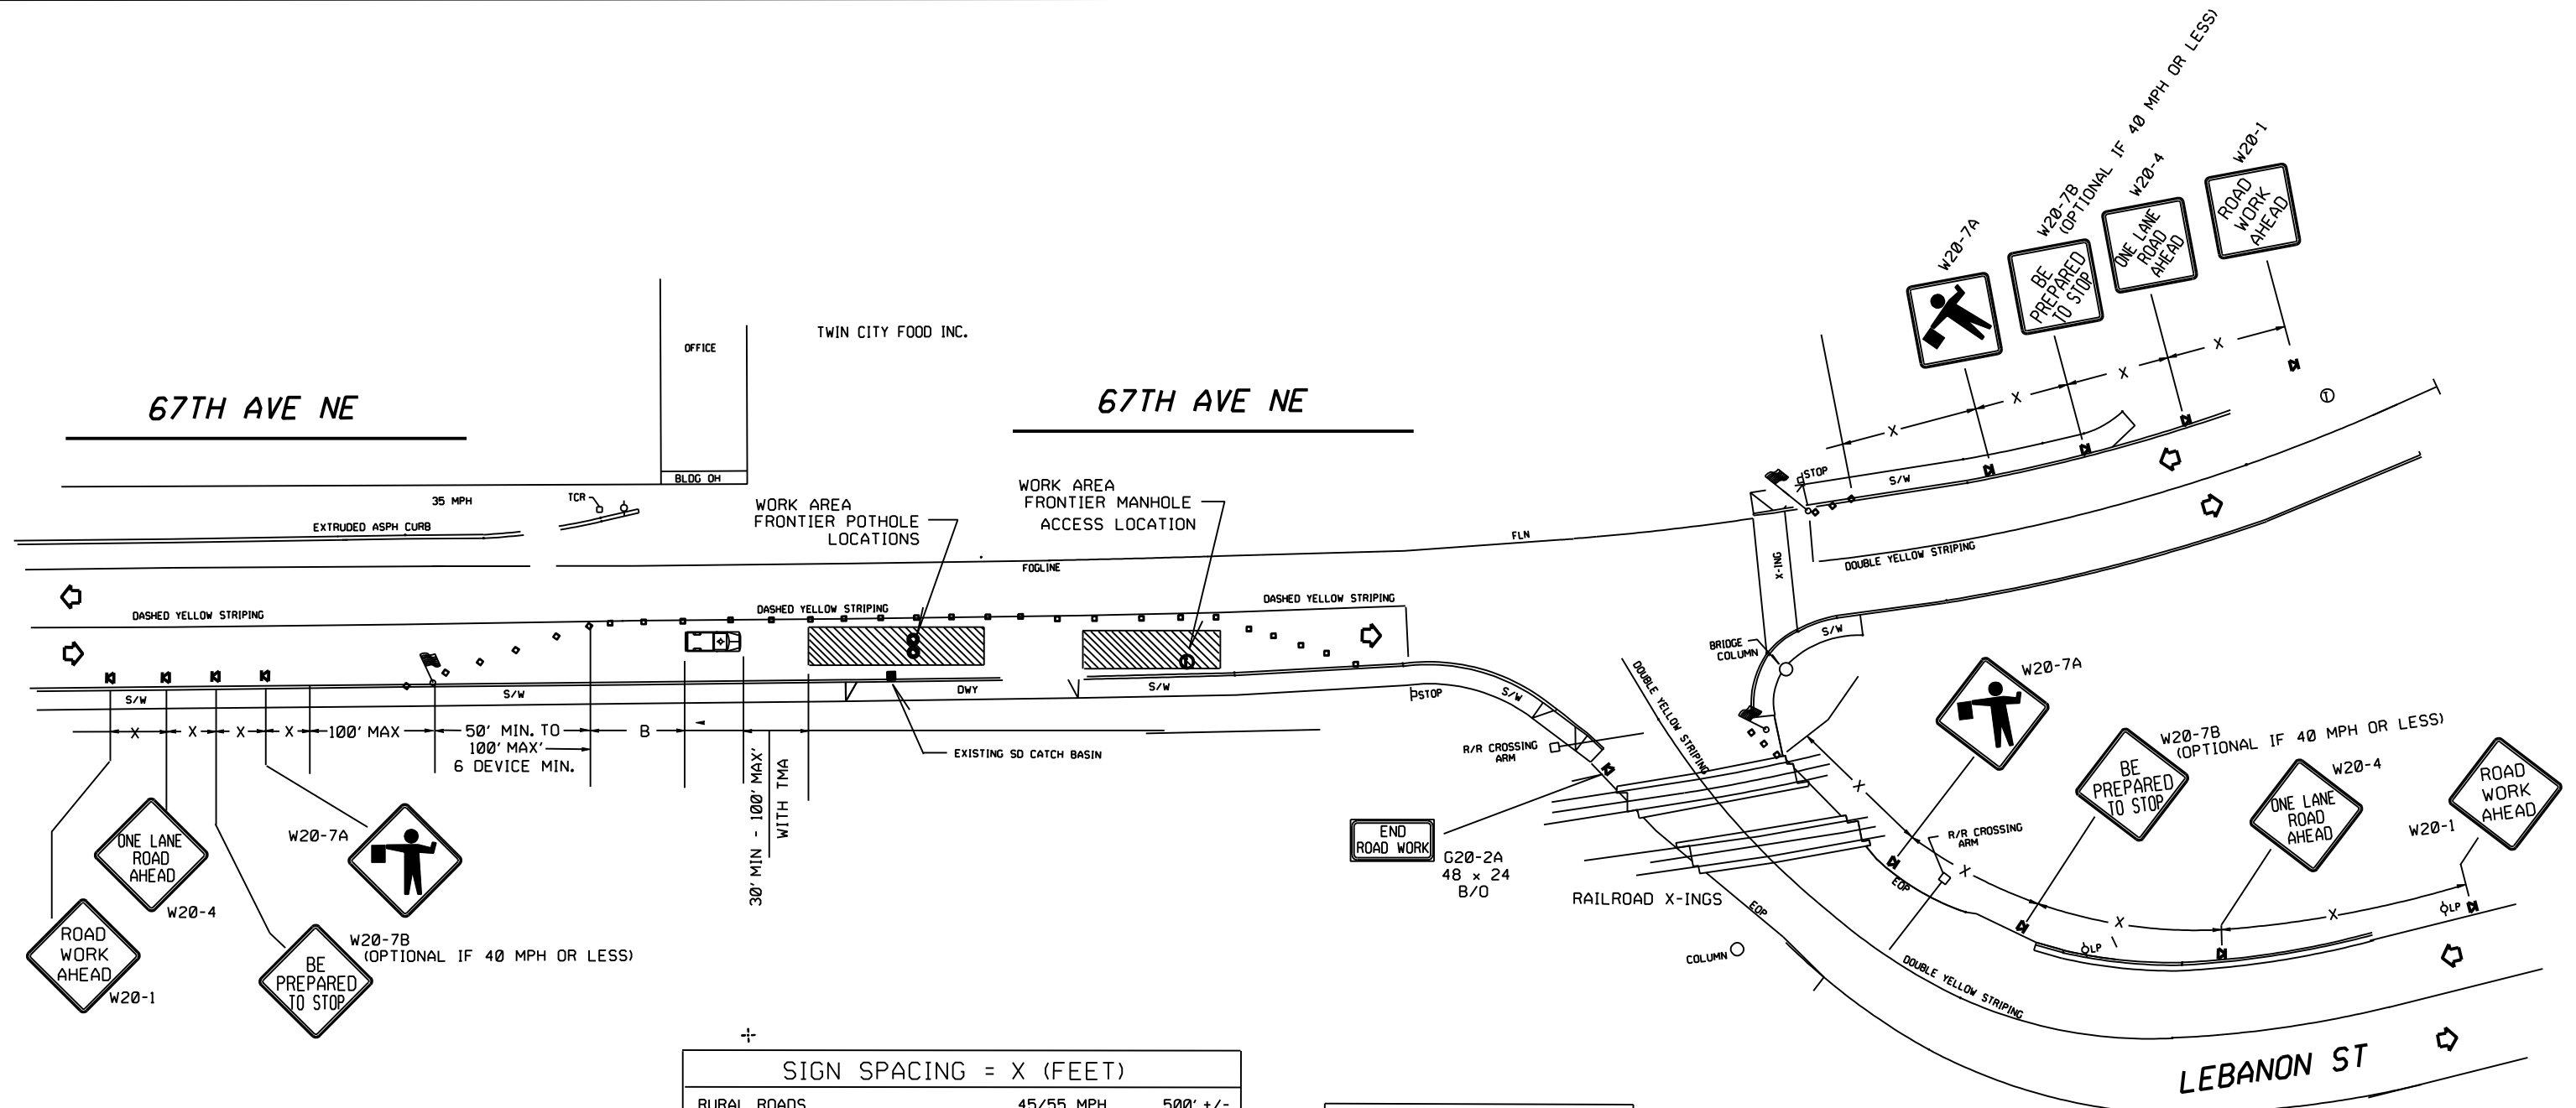 67TH AVE NE
67TH AVE NE
OFFICE
TWIN CITY FOOD INC.
BLDG OH
35 MPH
TCR
EXTRUDED ASPH CURB
WORK AREA
FRONTIER POTHOLE
LOCATIONS
WORK AREA
FRONTIER MANHOLE
ACCESS LOCATION
FLN
FOGLINE
DASHED YELLOW STRIPING
DASHED YELLOW STRIPING
DASHED YELLOW STRIPING
S/W
S/W
DWY
S/W
STOP
S/W
X
X
X
X
100' MAX
50' MIN. TO
100' MAX'
6 DEVICE MIN.
B
30' MIN - 100' MAX'
WITH TMA
EXISTING SD CATCH BASIN
ROAD
WORK
AHEAD
W20-1
ONE LANE
ROAD
AHEAD
W20-4
BE
PREPARED
TO STOP
W20-7B
(OPTIONAL IF 40 MPH OR LESS)
W20-7A
R/R CROSSING
ARM
END
ROAD WORK
G20-2A
48 x 24
B/O
RAILROAD X-INGS
EOP
COLUMN
W20-7A
W20-7B
(OPTIONAL IF 40 MPH OR LESS)
BE
PREPARED
TO STOP
W20-4
ONE LANE
ROAD
AHEAD
W20-1
ROAD
WORK
AHEAD
X
X
X
X
STOP
S/W
X-ING
DOUBLE YELLOW STRIPING
BRIDGE
COLUMN
S/W
DOUBLE YELLOW STRIPING
W20-7A
W20-7B
(OPTIONAL IF 40 MPH OR LESS)
BE
PREPARED
TO STOP
W20-4
ONE LANE
ROAD
AHEAD
W20-1
ROAD
WORK
AHEAD
X
X
X
X
R/R CROSSING
ARM
EOP
LP
LP
DOUBLE YELLOW STRIPING
LEBANON ST
SIGN SPACING = X (FEET)
RURAL ROADS 45/55 MPH 500' +/-